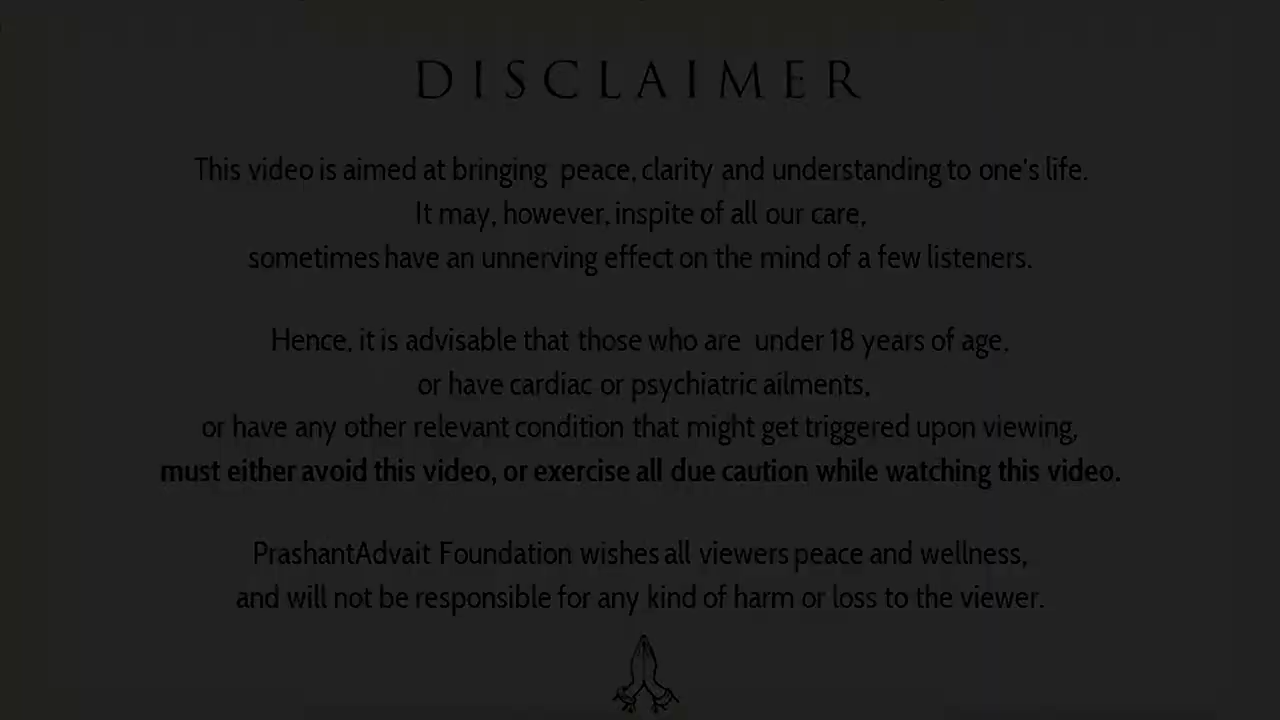 DISCLAIMER
This video is aimed at bringing peace, clarity and understanding to one's life.
It may, however, inspite of all our care,
sometimes have an unnerving effect on the mind of a few listeners.
Hence, it is advisable that those who are under 18 years of age,
or have cardiac or psychiatric ailments,
or have any other relevant condition that might get triggered upon viewing,
must either avoid this video, or exercise all due caution while watching this video.
PrashantAdvait Foundation wishes all viewers peace and wellness,
and will not be responsible for any kind of harm or loss to the viewer.